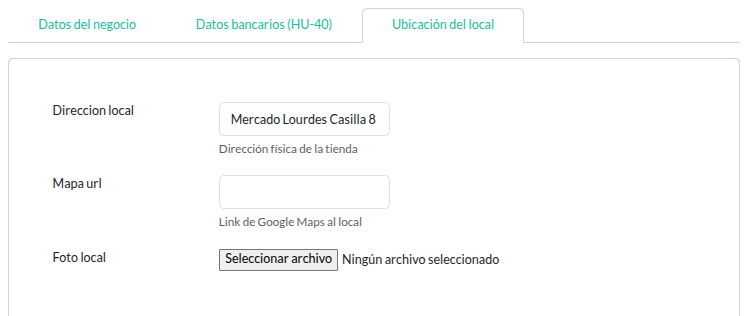 Datos del negocio
Datos bancarios (HU-40)
Ubicación del local
Direccion local
Mercado Lourdes Casilla 8
Dirección física de la tienda
Mapa url
Link de Google Maps al local
Foto local
Seleccionar archivo Ningún archivo seleccionado